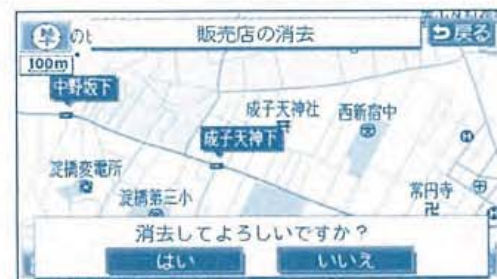 販売店の消去
戻る
100m
中野坂下
成子天神社
西新宿中
成子天神下
淀橋変電所
淀橋第三小
常円寺
消去してよろしいですか？
はい
いいえ